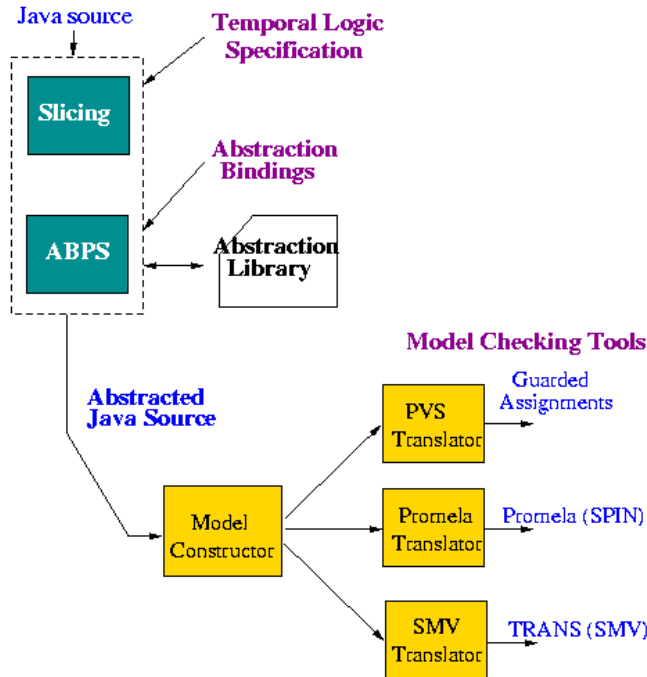 Java source
Temporal Logic
Specification
Slicing
Abstraction
Bindings
ABPS
Abstraction
Library
Model Checking Tools
Abstracted
Java Source
PVS
Translator
Guarded
Assignments
Model
Constructor
Promela
Translator
Promela (SPIN)
SMV
Translator
TRANS (SMV)